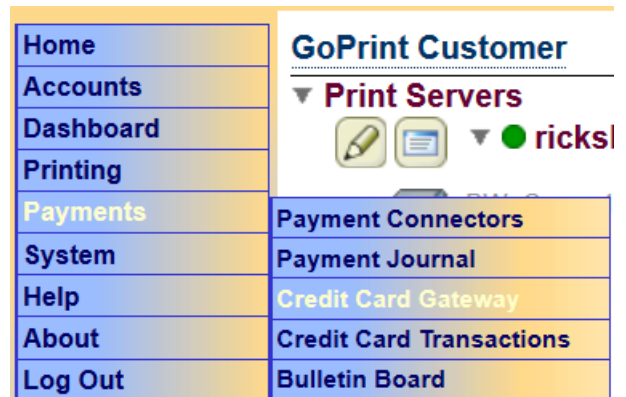 Home
Accounts
Dashboard
Printing
Payments
System
Help
About
Log Out
GoPrint Customer
Print Servers
Payment Connectors
Payment Journal
Credit Card Gateway
Credit Card Transactions
Bulletin Board